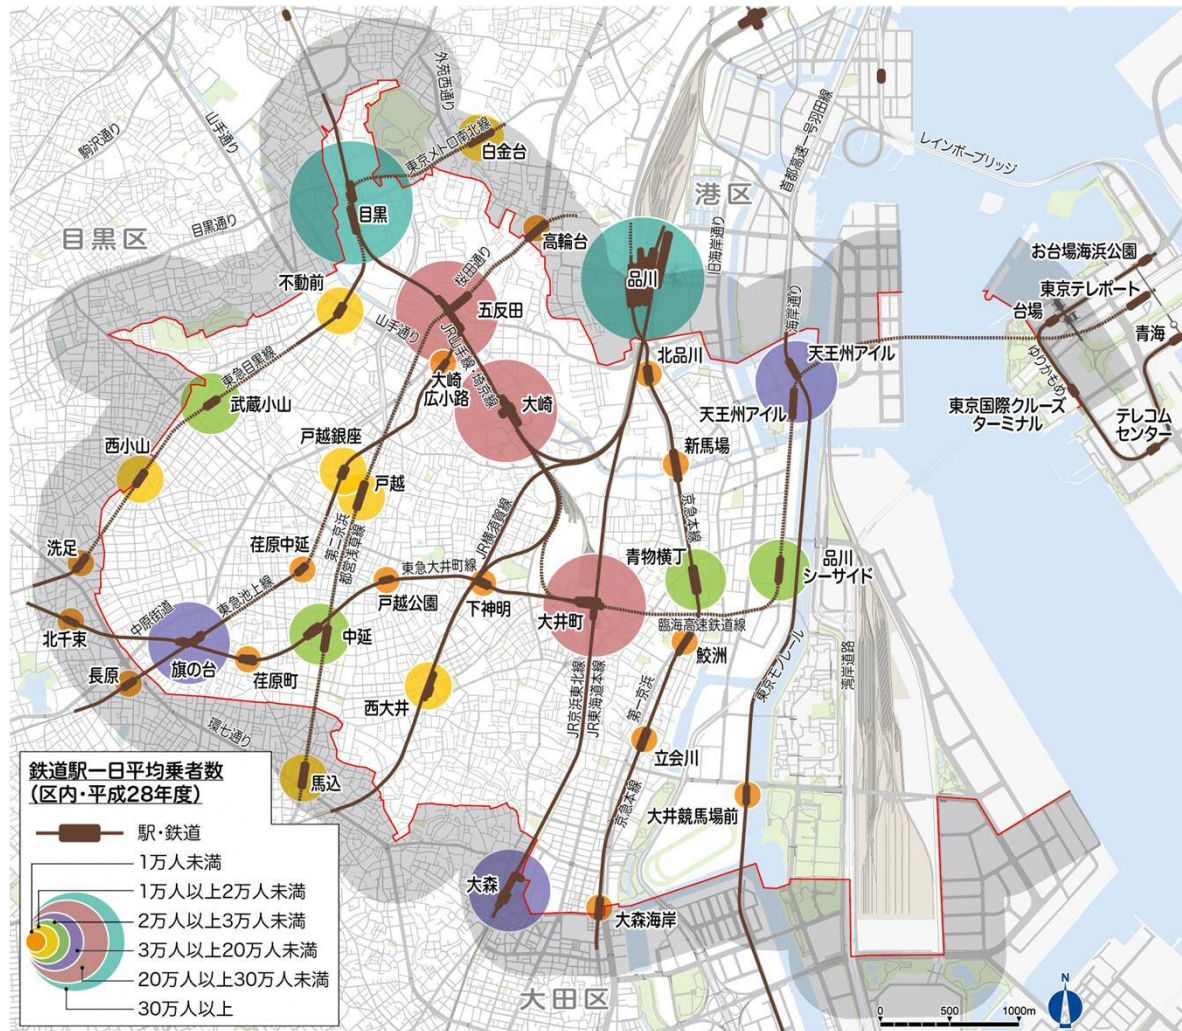 外苑西通り
山手通り
駒沢通り
東京メトロ南北線
白金台
首都高速一号羽田線
レインボーブリッジ
港区
目黒
目黒区
目黒通り
高輪台
桜田通り
旧海岸通り
品川
お台場海浜公園
不動前
五反田
山手通り
海岸通り
東京テレポート
台場
青海
JR山手線・埼京線
北品川
天王州アイル
ゆりかもめ
東急目黒線
大崎
広小路
大崎
武蔵小山
天王州アイル
東京国際クルーズ
ターミナル
テレコム
センター
戸越銀座
新馬場
西小山
戸越
第二京浜
都営浅草線
JR横須賀線
京急本線
洗足
荏原中延
東急大井町線
青物横丁
品川
シーサイド
東急池上線
戸越公園
下神明
大井町
臨海高速鉄道線
北千束
中原街道
旗の台
中延
鮫洲
長原
荏原町
西大井
JR京浜東北線
JR東海道本線
第一京浜
東京モノレール
湾岸道路
環七通り
立会川
馬込
京急本線
大井競馬場前
大森
大森海岸
大田区
鉄道駅一日平均乗者数
(区内・平成28年度)
駅・鉄道
1万人未満
1万人以上2万人未満
2万人以上3万人未満
3万人以上20万人未満
20万人以上30万人未満
30万人以上
N
0 500 1000m